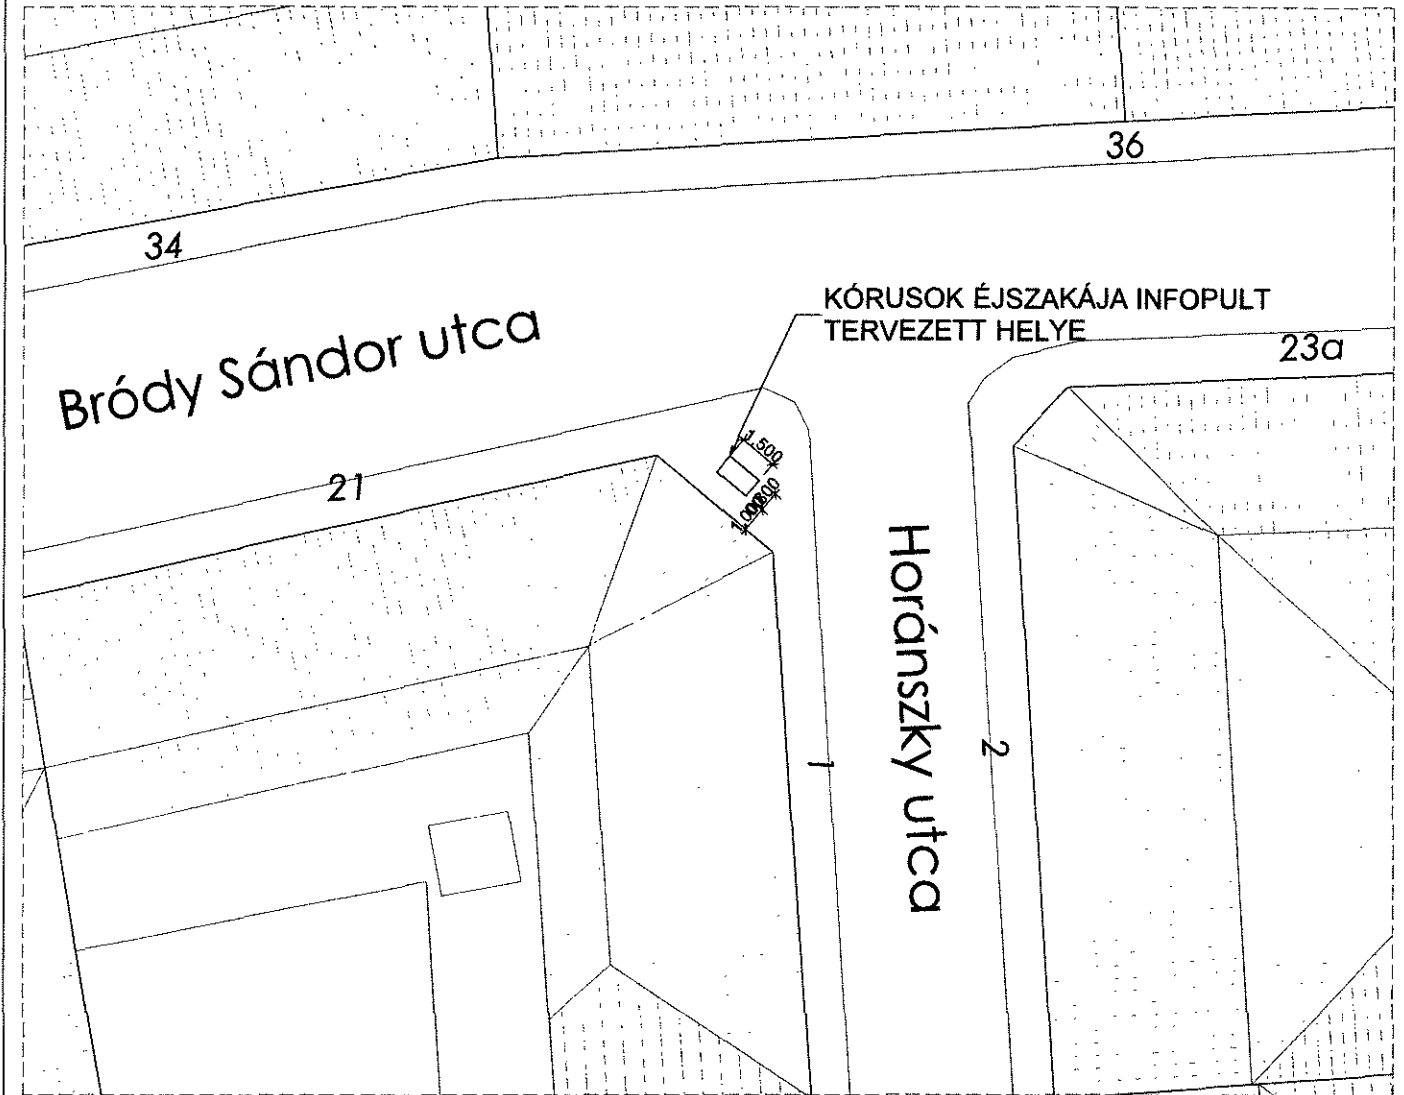 36
34
KÓRUSOK ÉJSZAKÁJA INFOPULT
TERVEZETT HELYE
23a
Bródy Sándor utca
1.500
21
Horánszky utca
2
1